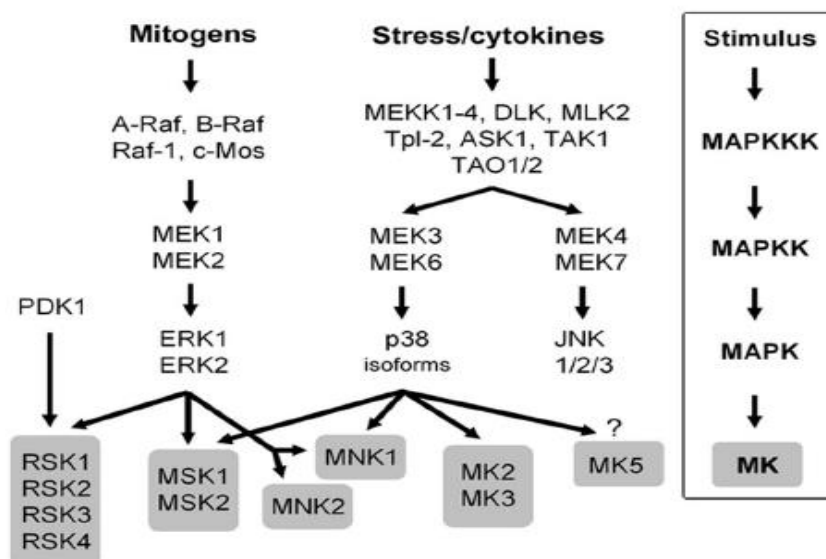 Mitogens
Stress/cytokines
Stimulus
A-Raf, B-Raf
Raf-1, c-Mos
MEKK1-4, DLK, MLK2
Tpl-2, ASK1, TAK1
TAO1/2
MAPKKK
MEK1
MEK2
MEK3
MEK6
MEK4
MEK7
MAPKK
PDK1
ERK1
ERK2
p38
isoforms
JNK
1/2/3
MAPK
?
RSK1
RSK2
RSK3
RSK4
MSK1
MSK2
MNK2
MNK1
MK2
MK3
MK5
MK